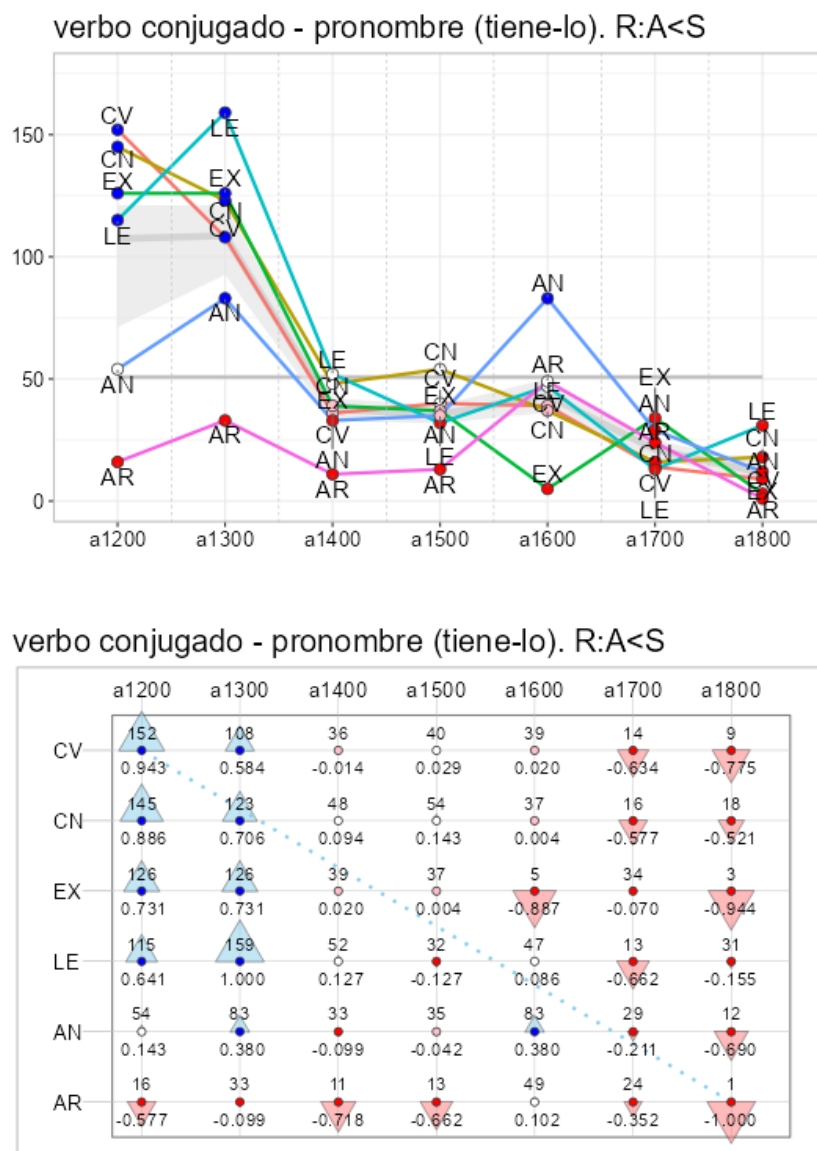 verbo conjugado - pronombre (tiene-lo). R:A<S
150
100
50
0
CV
CN
EX
LE
AN
AR
LE
EX
CN
CV
AN
AR
LE
CN
EX
CV
AN
AR
CN
CV
EX
AN
LE
AR
AN
AR
LE
CV
CN
EX
EX
AN
AR
CN
CV
LE
LE
CN
AN
CV
EX
AR
a1200 a1300 a1400 a1500 a1600 a1700 a1800
verbo conjugado - pronombre (tiene-lo). R:A<S
a1200 a1300 a1400 a1500 a1600 a1700 a1800
152 108 36 40 39 14 9
CV
0.943 0.584 -0.014 0.029 0.020 -0.634 -0.775
145 123 48 54 37 16 18
CN
0.886 0.706 0.094 0.143 0.004 -0.577 -0.521
126 126 39 37 5 34 3
EX
0.731 0.731 0.020 0.004 -0.887 -0.070 -0.944
115 159 52 32 47 13 31
LE
0.641 1.000 0.127 -0.127 0.086 -0.662 -0.155
54 83 33 35 83 29 12
AN
0.143 0.380 -0.099 -0.042 0.380 -0.211 -0.690
16 33 11 13 49 24 1
AR
-0.577 -0.099 -0.718 -0.662 0.102 -0.352 -1.000